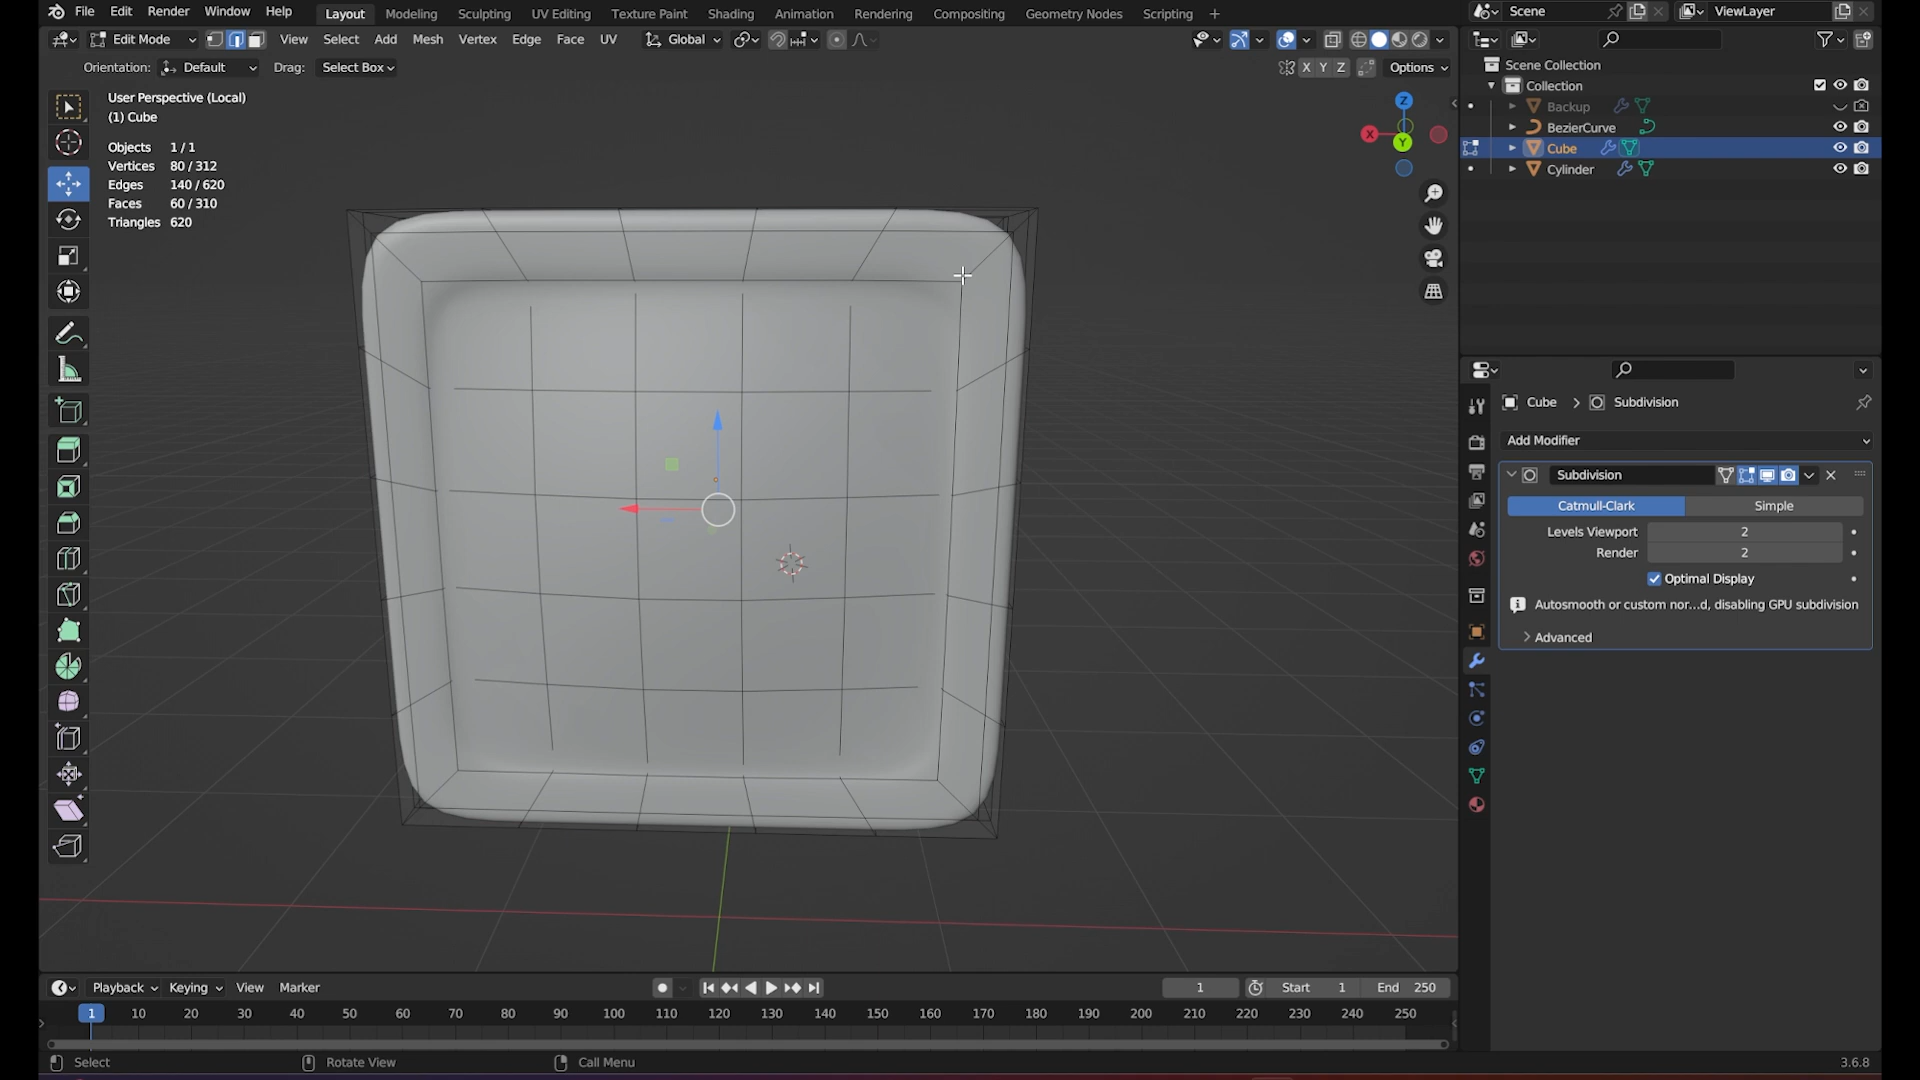 File Edit Render Window Help
Layout Modeling Sculpting UV Editing Texture Paint Shading Animation Rendering Compositing Geometry Nodes Scripting +
Scene
ViewLayer
Edit Mode View Select Add Mesh Vertex Edge Face UV Global
Orientation: Default Drag: Select Box
X Y Z Options
User Perspective (Local)
(1) Cube
Objects 1/1
Vertices 80/312
Edges 140/620
Faces 60/310
Triangles 620
Z
X
Y
Scene Collection
Collection
Backup
BezierCurve
Cube
Cylinder
Cube > Subdivision
Add Modifier
Subdivision
Catmull-Clark Simple
Levels Viewport 2
Render 2
Optimal Display
Autosmooth or custom nor...d, disabling GPU subdivision
Advanced
Playback Keying View Marker
1 Start 1 End 250
1 10 20 30 40 50 60 70 80 90 100 110 120 130 140 150 160 170 180 190 200 210 220 230 240 250
Select Rotate View Call Menu
3.6.8